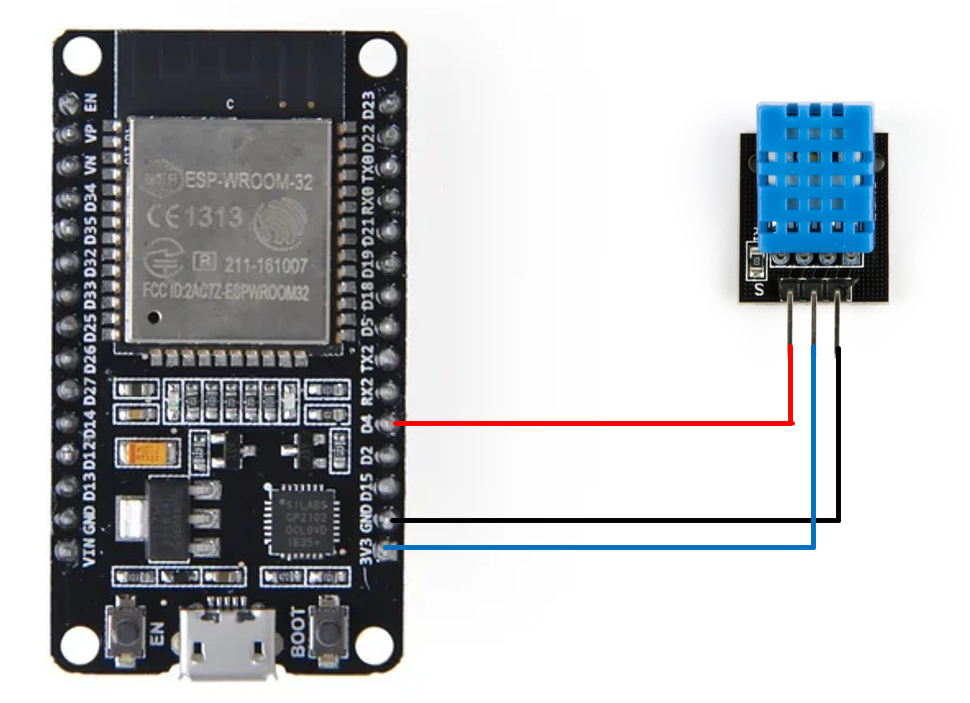 C
EN
VP
VN
D34
D35
D32
D33
D25
D26
D27
D14
D12
D13
GND
VIN
ESP-WROOM-32
CE1313
R 211-161007
FCC ID:2AC7Z-ESPWROOM32
D23
D22
TX0
RX0
D21
D19
D18
D5
TX2
RX2
D4
D2
D15
GND
3V3
SILABS
CP2102
EN
BOOT
S